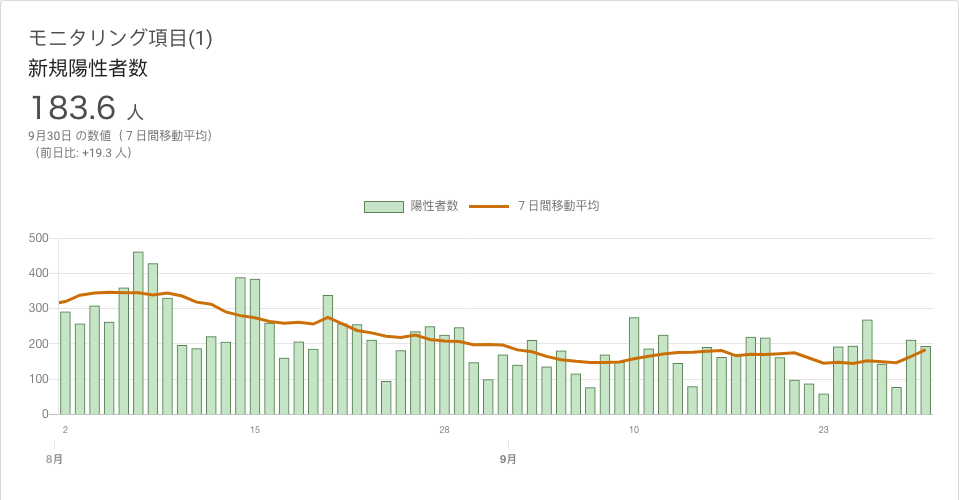 モニタリング項目(1)
新規陽性者数
183.6 人
9月30日 の数値（７日間移動平均）
（前日比: +19.3 人）
陽性者数 ７日間移動平均
500
400
300
200
100
0
2 15 28 10 23
8月 9月